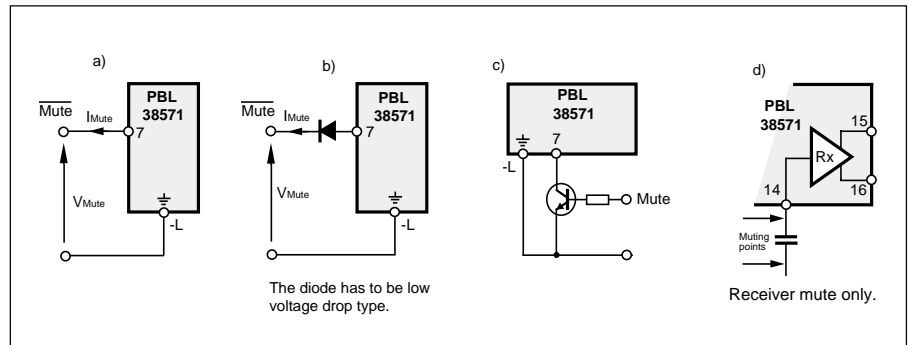 a)
Mute
IMute
7
VMute
PBL
38571
-L
b)
Mute
IMute
7
VMute
PBL
38571
-L
The diode has to be low
voltage drop type.
c)
PBL
38571
7
-L
Mute
d)
PBL
38571
15
Rx
14
16
Muting
points
Receiver mute only.